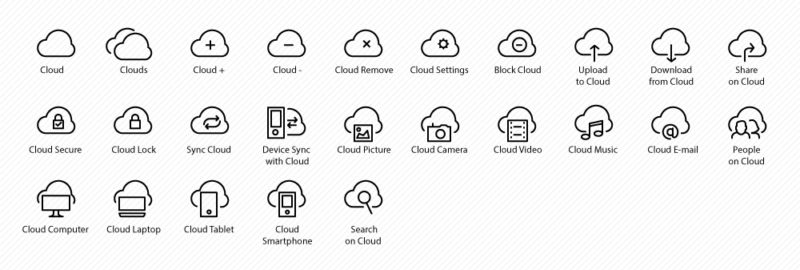 Cloud
Clouds
Cloud +
Cloud -
Cloud Remove
Cloud Settings
Block Cloud
Upload
to Cloud
Download
from Cloud
Share
on Cloud
Cloud Secure
Cloud Lock
Sync Cloud
Device Sync
with Cloud
Cloud Picture
Cloud Camera
Cloud Video
Cloud Music
Cloud E-mail
People
on Cloud
Cloud Computer
Cloud Laptop
Cloud Tablet
Cloud
Smartphone
Search
on Cloud